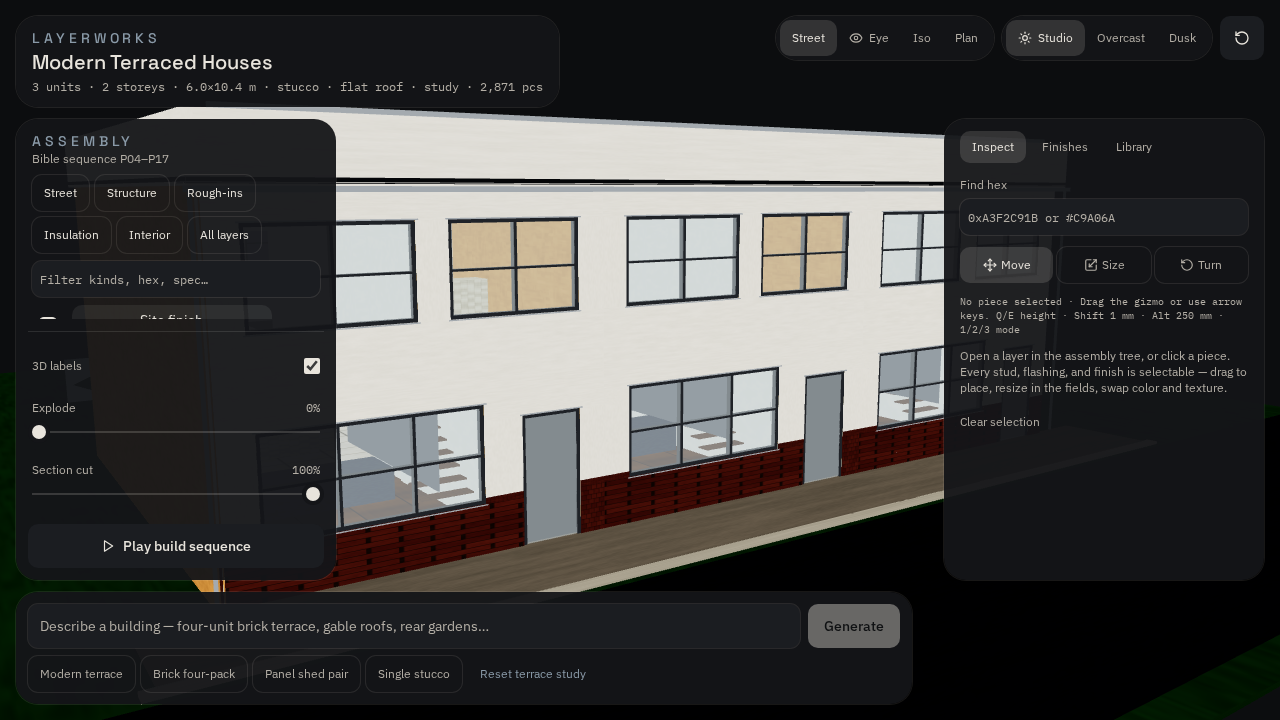 LAYERWORKS
Modern Terraced Houses
3 units · 2 storeys · 6.0×10.4 m · stucco · flat roof · study · 2,871 pcs
Street Eye Iso Plan
Studio Overcast Dusk
ASSEMBLY
Bible sequence P04–P17
Street Structure Rough-ins
Insulation Interior All layers
Filter kinds, hex, spec…
Site finish
3D labels
Explode 0%
Section cut 100%
Play build sequence
Inspect Finishes Library
Find hex
0xA3F2C91B or #C9A06A
Move Size Turn
No piece selected · Drag the gizmo or use arrow
keys. Q/E height · Shift 1 mm · Alt 250 mm ·
1/2/3 mode
Open a layer in the assembly tree, or click a piece.
Every stud, flashing, and finish is selectable — drag to
place, resize in the fields, swap color and texture.
Clear selection
Describe a building — four-unit brick terrace, gable roofs, rear gardens…
Generate
Modern terrace Brick four-pack Panel shed pair Single stucco Reset terrace study